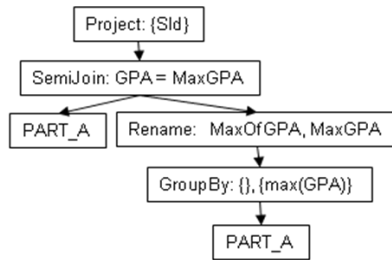 Project: {SId}
SemiJoin: GPA = MaxGPA
PART_A
Rename: MaxOfGPA, MaxGPA
GroupBy: {}, {max(GPA)}
PART_A